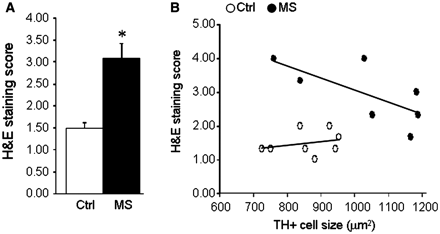 A
H&E staining score
4.00
3.50
3.00
2.50
2.00
1.50
1.00
0.50
0.00
*
Ctrl
MS
B
Ctrl
MS
H&E staining score
5.00
4.00
3.00
2.00
1.00
0.00
600
700
800
900
1000
1100
1200
TH+ cell size (μm²)